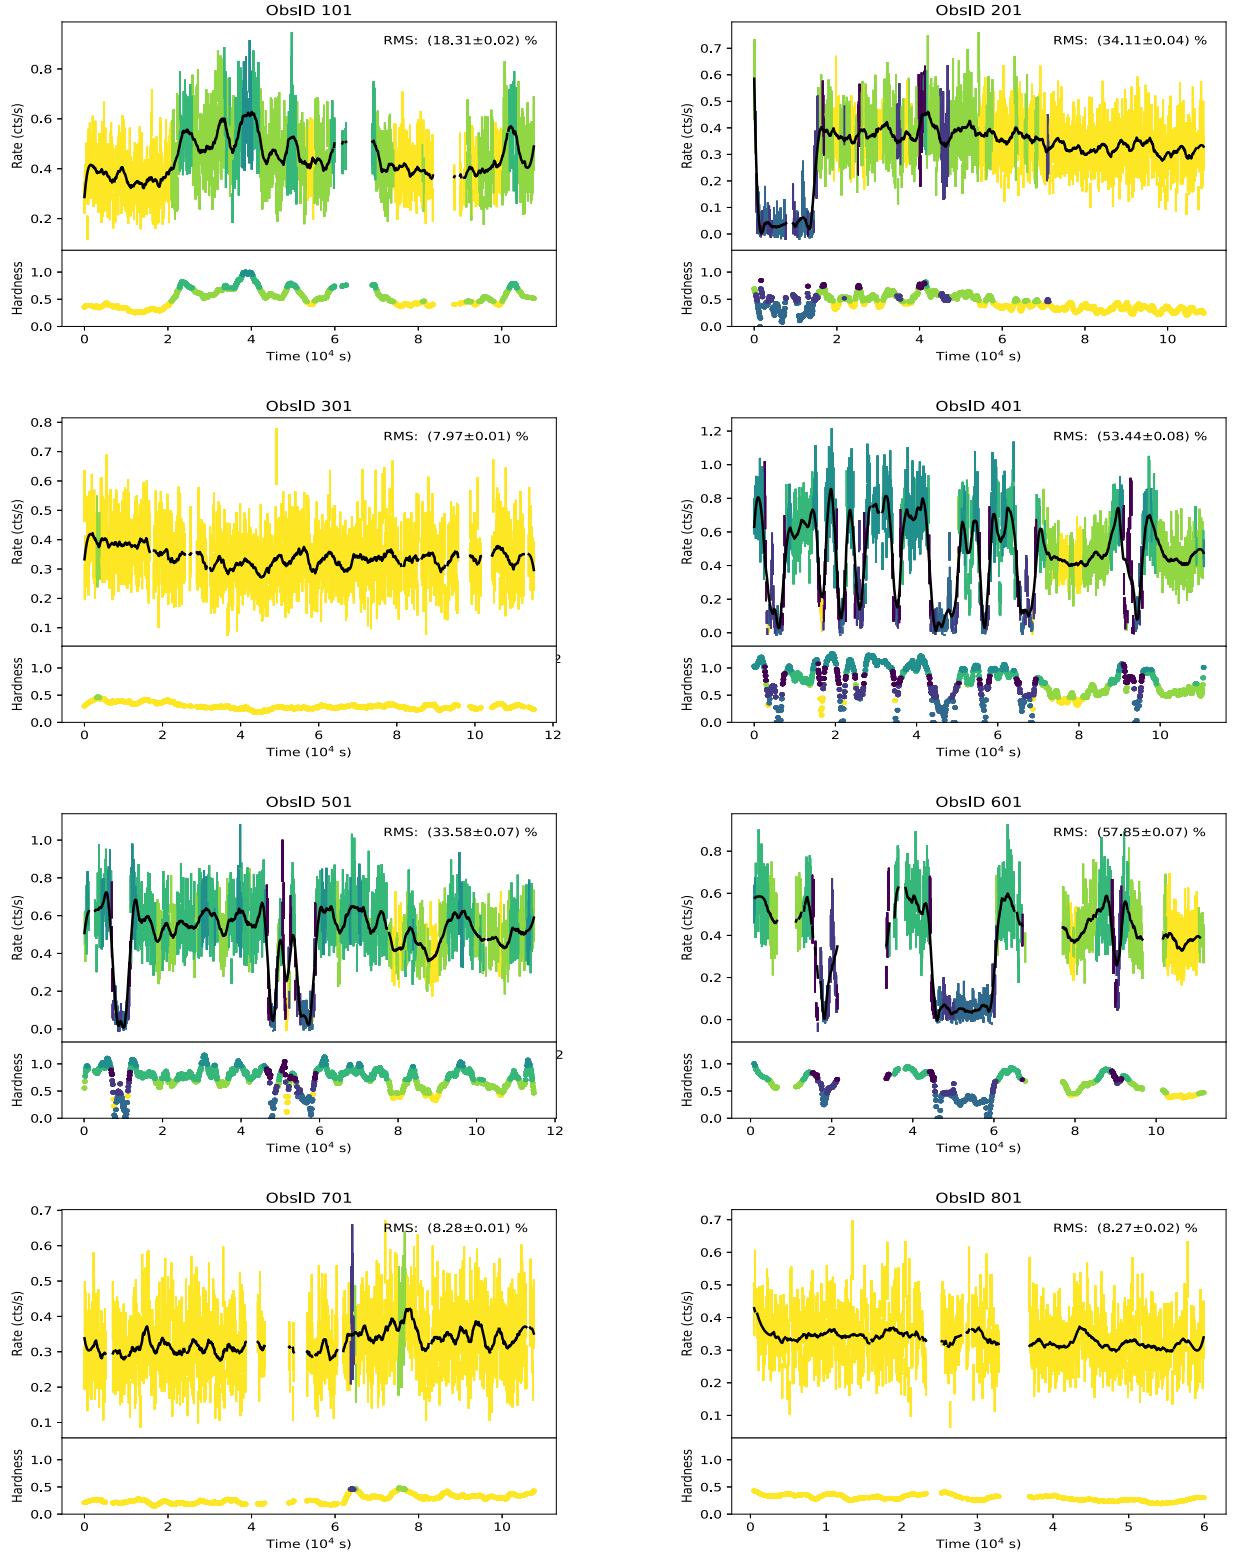 ObsID 101
RMS: (18.31±0.02) %
Rate (cts/s)
0.8
0.6
0.4
0.2
Hardness
1.0
0.5
0.0
0 2 4 6 8 10
Time (10⁴ s)
ObsID 201
RMS: (34.11±0.04) %
Rate (cts/s)
0.7
0.6
0.5
0.4
0.3
0.2
0.1
0.0
Hardness
1.0
0.5
0.0
0 2 4 6 8 10
Time (10⁴ s)
ObsID 301
RMS: (7.97±0.01) %
Rate (cts/s)
0.8
0.7
0.6
0.5
0.4
0.3
0.2
0.1
Hardness
1.0
0.5
0.0
0 2 4 6 8 10 12
Time (10⁴ s)
2
ObsID 401
RMS: (53.44±0.08) %
Rate (cts/s)
1.2
1.0
0.8
0.6
0.4
0.2
0.0
Hardness
1.0
0.5
0.0
0 2 4 6 8 10
Time (10⁴ s)
ObsID 501
RMS: (33.58±0.07) %
Rate (cts/s)
1.0
0.8
0.6
0.4
0.2
0.0
Hardness
1.0
0.5
0.0
0 2 4 6 8 10 12
Time (10⁴ s)
2
ObsID 601
RMS: (57.85±0.07) %
Rate (cts/s)
0.8
0.6
0.4
0.2
0.0
Hardness
1.0
0.5
0.0
0 2 4 6 8 10
Time (10⁴ s)
ObsID 701
RMS: (8.28±0.01) %
Rate (cts/s)
0.7
0.6
0.5
0.4
0.3
0.2
0.1
Hardness
1.0
0.5
0.0
0 2 4 6 8 10
Time (10⁴ s)
ObsID 801
RMS: (8.27±0.02) %
Rate (cts/s)
0.7
0.6
0.5
0.4
0.3
0.2
0.1
Hardness
1.0
0.5
0.0
0 1 2 3 4 5 6
Time (10⁴ s)